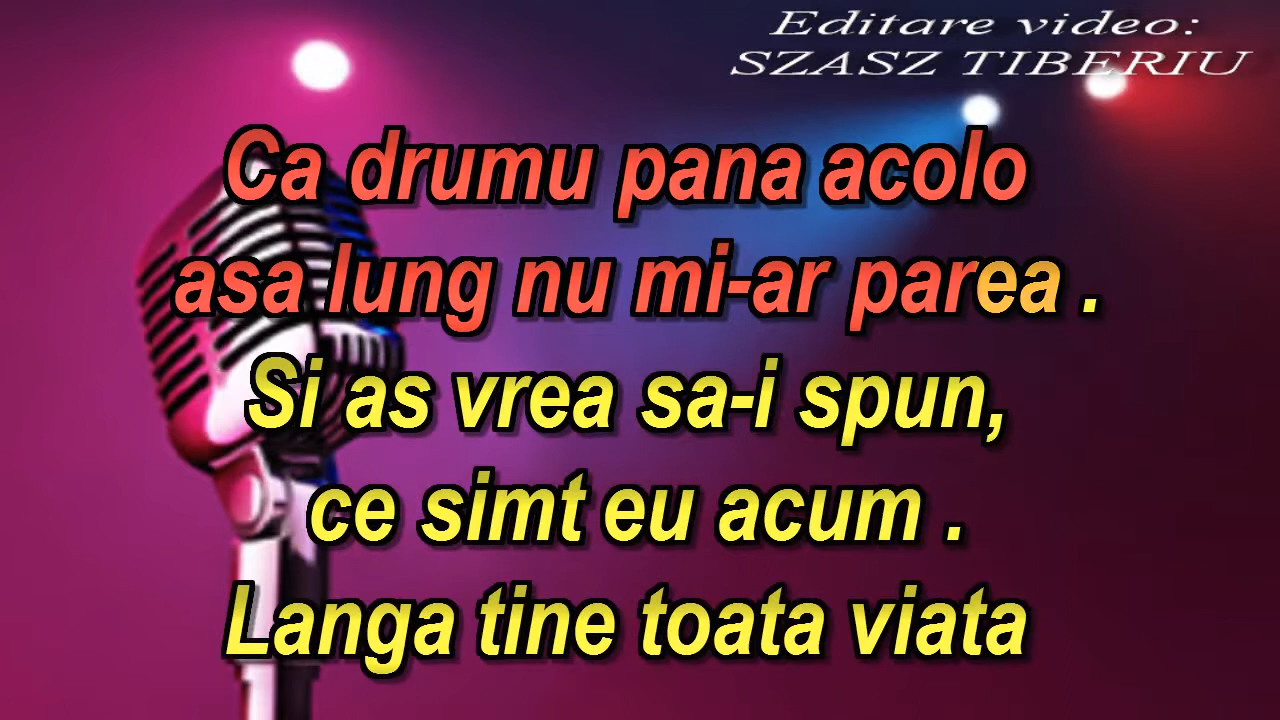 Editare video:
SZASZ TIBERIU
Ca drumu pana acolo
asa lung nu mi-ar parea .
Si as vrea sa-i spun,
ce simt eu acum .
Langa tine toata viata